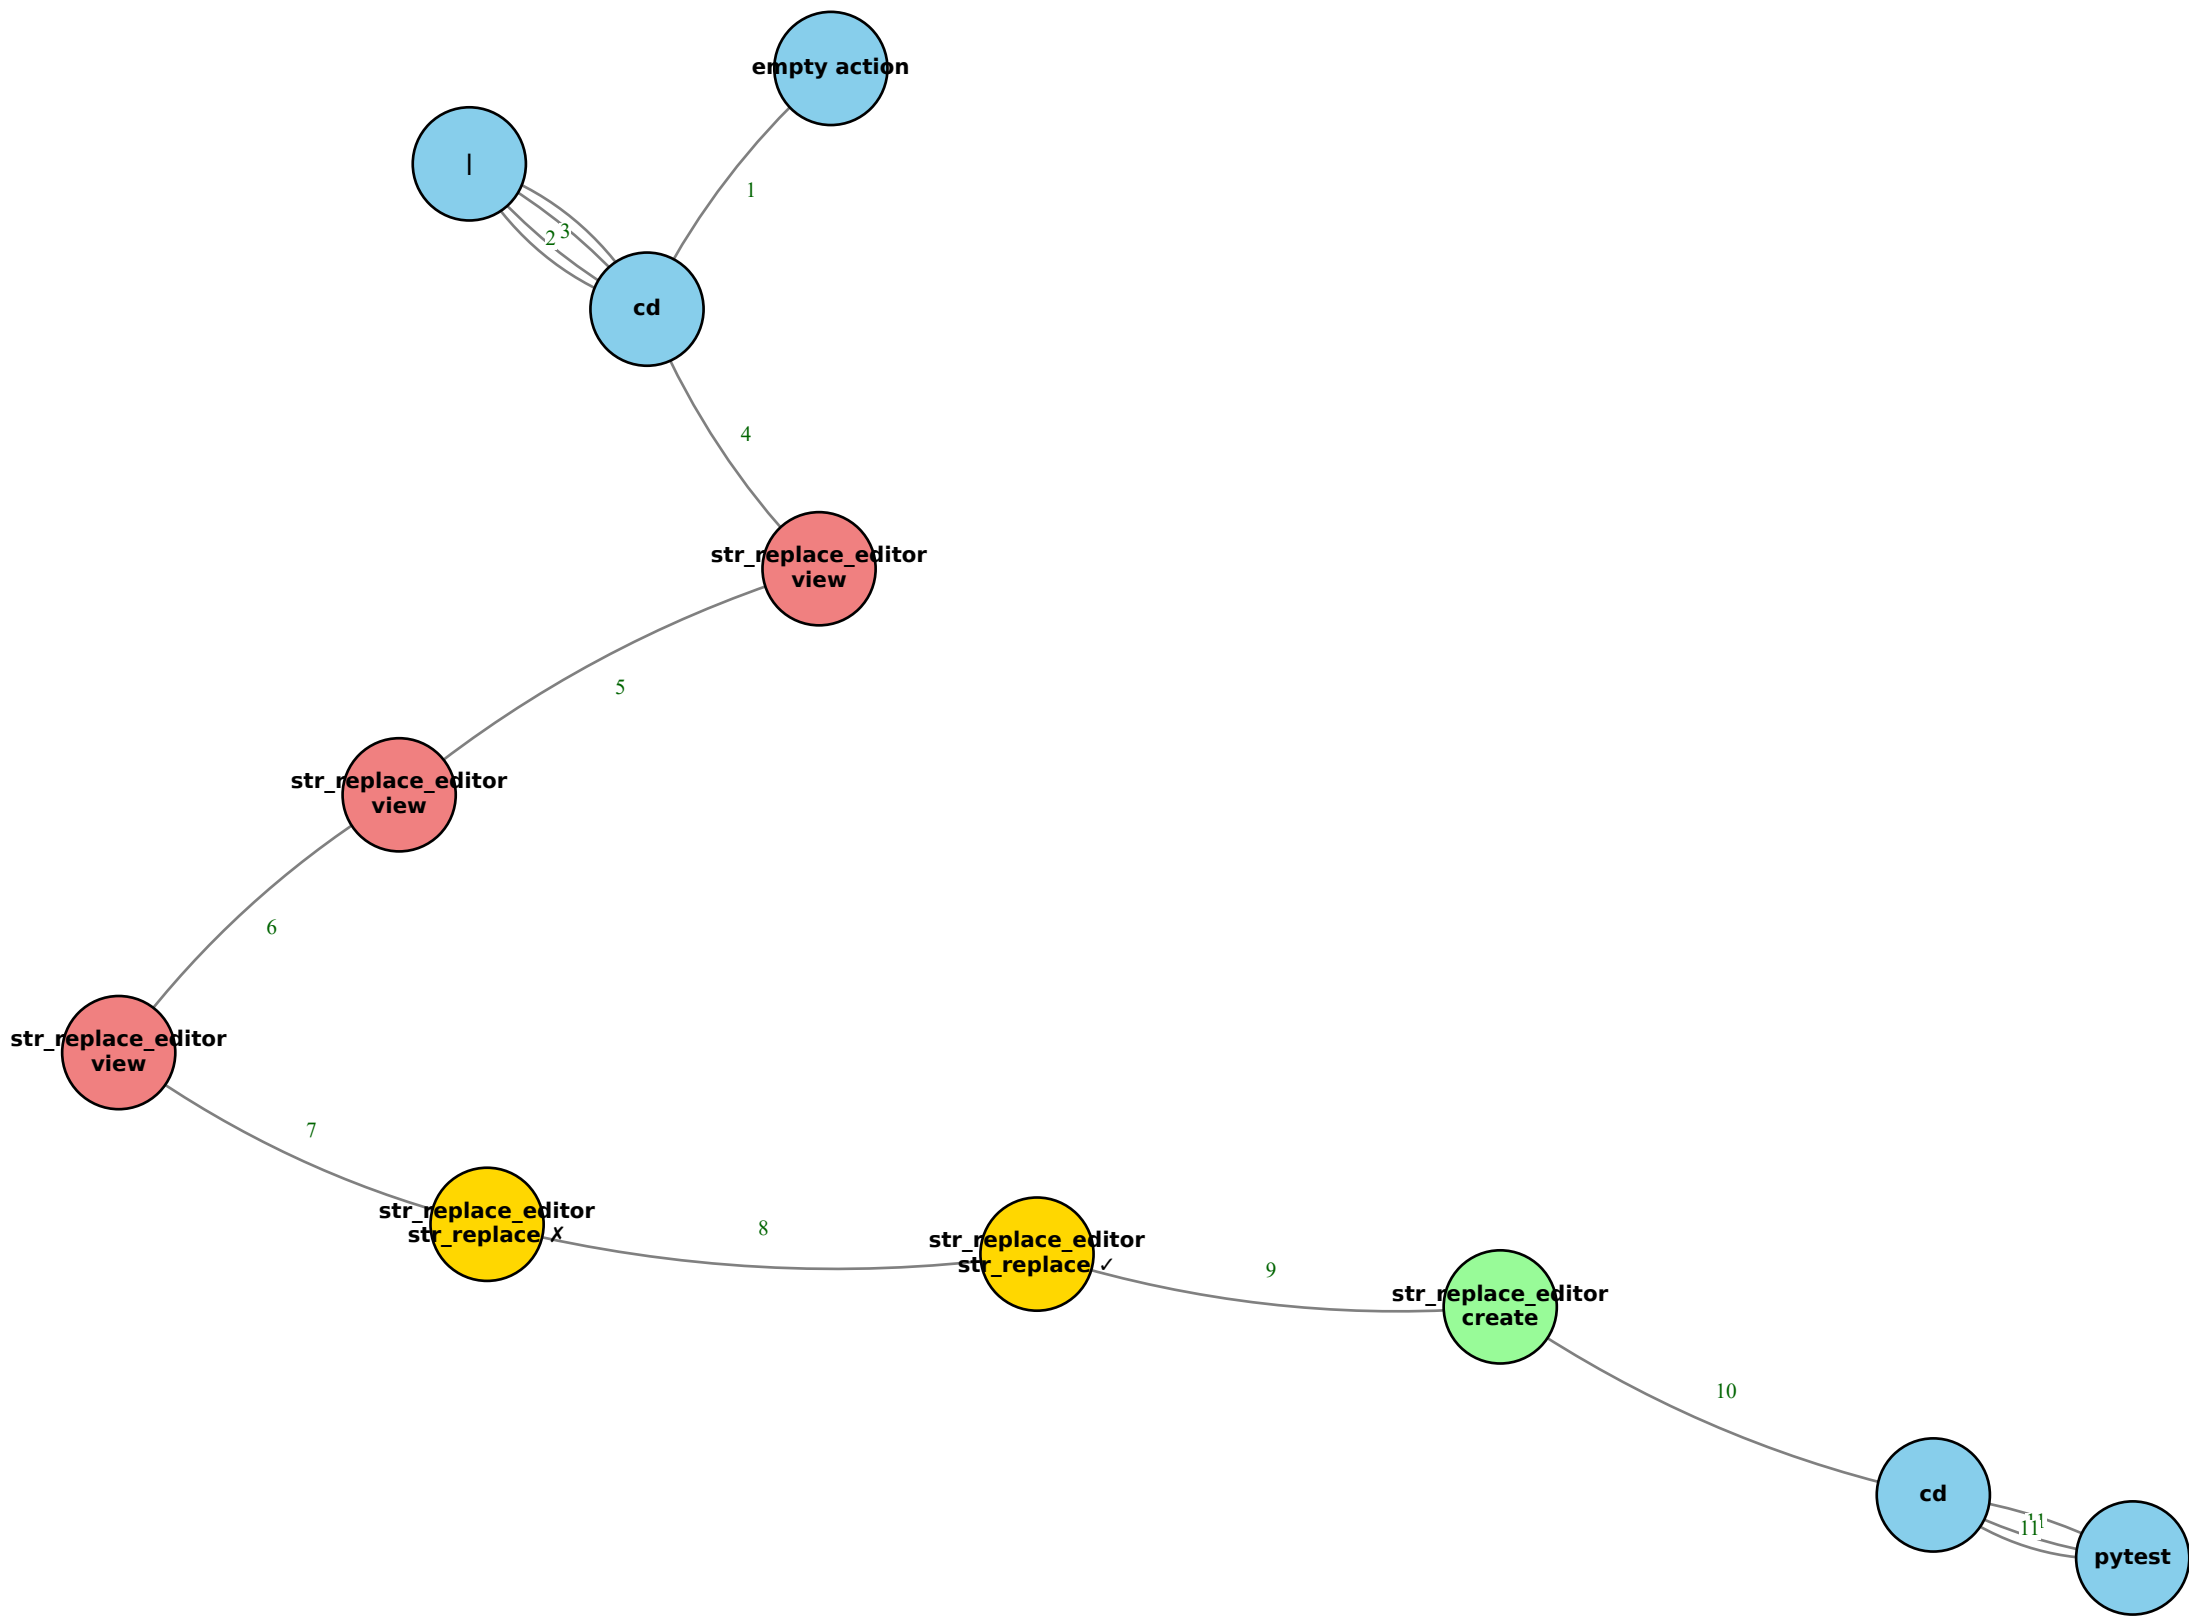 empty action
|
1
2
3
cd
4
str_replace_editor
view
5
str_replace_editor
view
6
str_replace_editor
view
7
str_replace_editor
str_replace ✗
8
str_replace_editor
str_replace ✓
9
str_replace_editor
create
10
cd
11
11
pytest